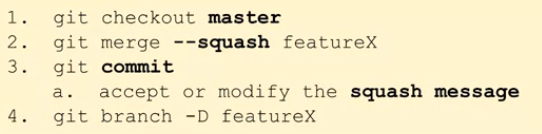 1. git checkout master
2. git merge --squash featureX
3. git commit
a. accept or modify the squash message
4. git branch -D featureX